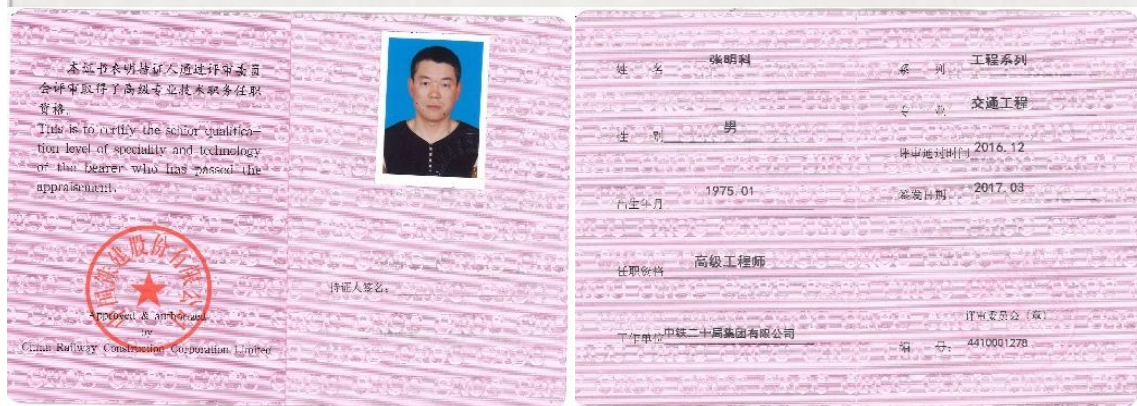 本证书表明持证人通过评审委员
会评审取得了高级专业技术职务任职
资格。
This is to certify the senior qualifica-
tion level of speciality and technology
of the bearer who has passed the
appraisement.
Approved & authorized
by
China Railway Construction Corporation Limited
持证人签名:
姓 名 张明科
性 别 男
出生年月 1975.01
任职资格 高级工程师
工作单位 中铁二十局集团有限公司
系 列 工程系列
专 业 交通工程
评审通过时间 2016.12
签发日期 2017.03
评审委员会(章)
编 号: 4410001278